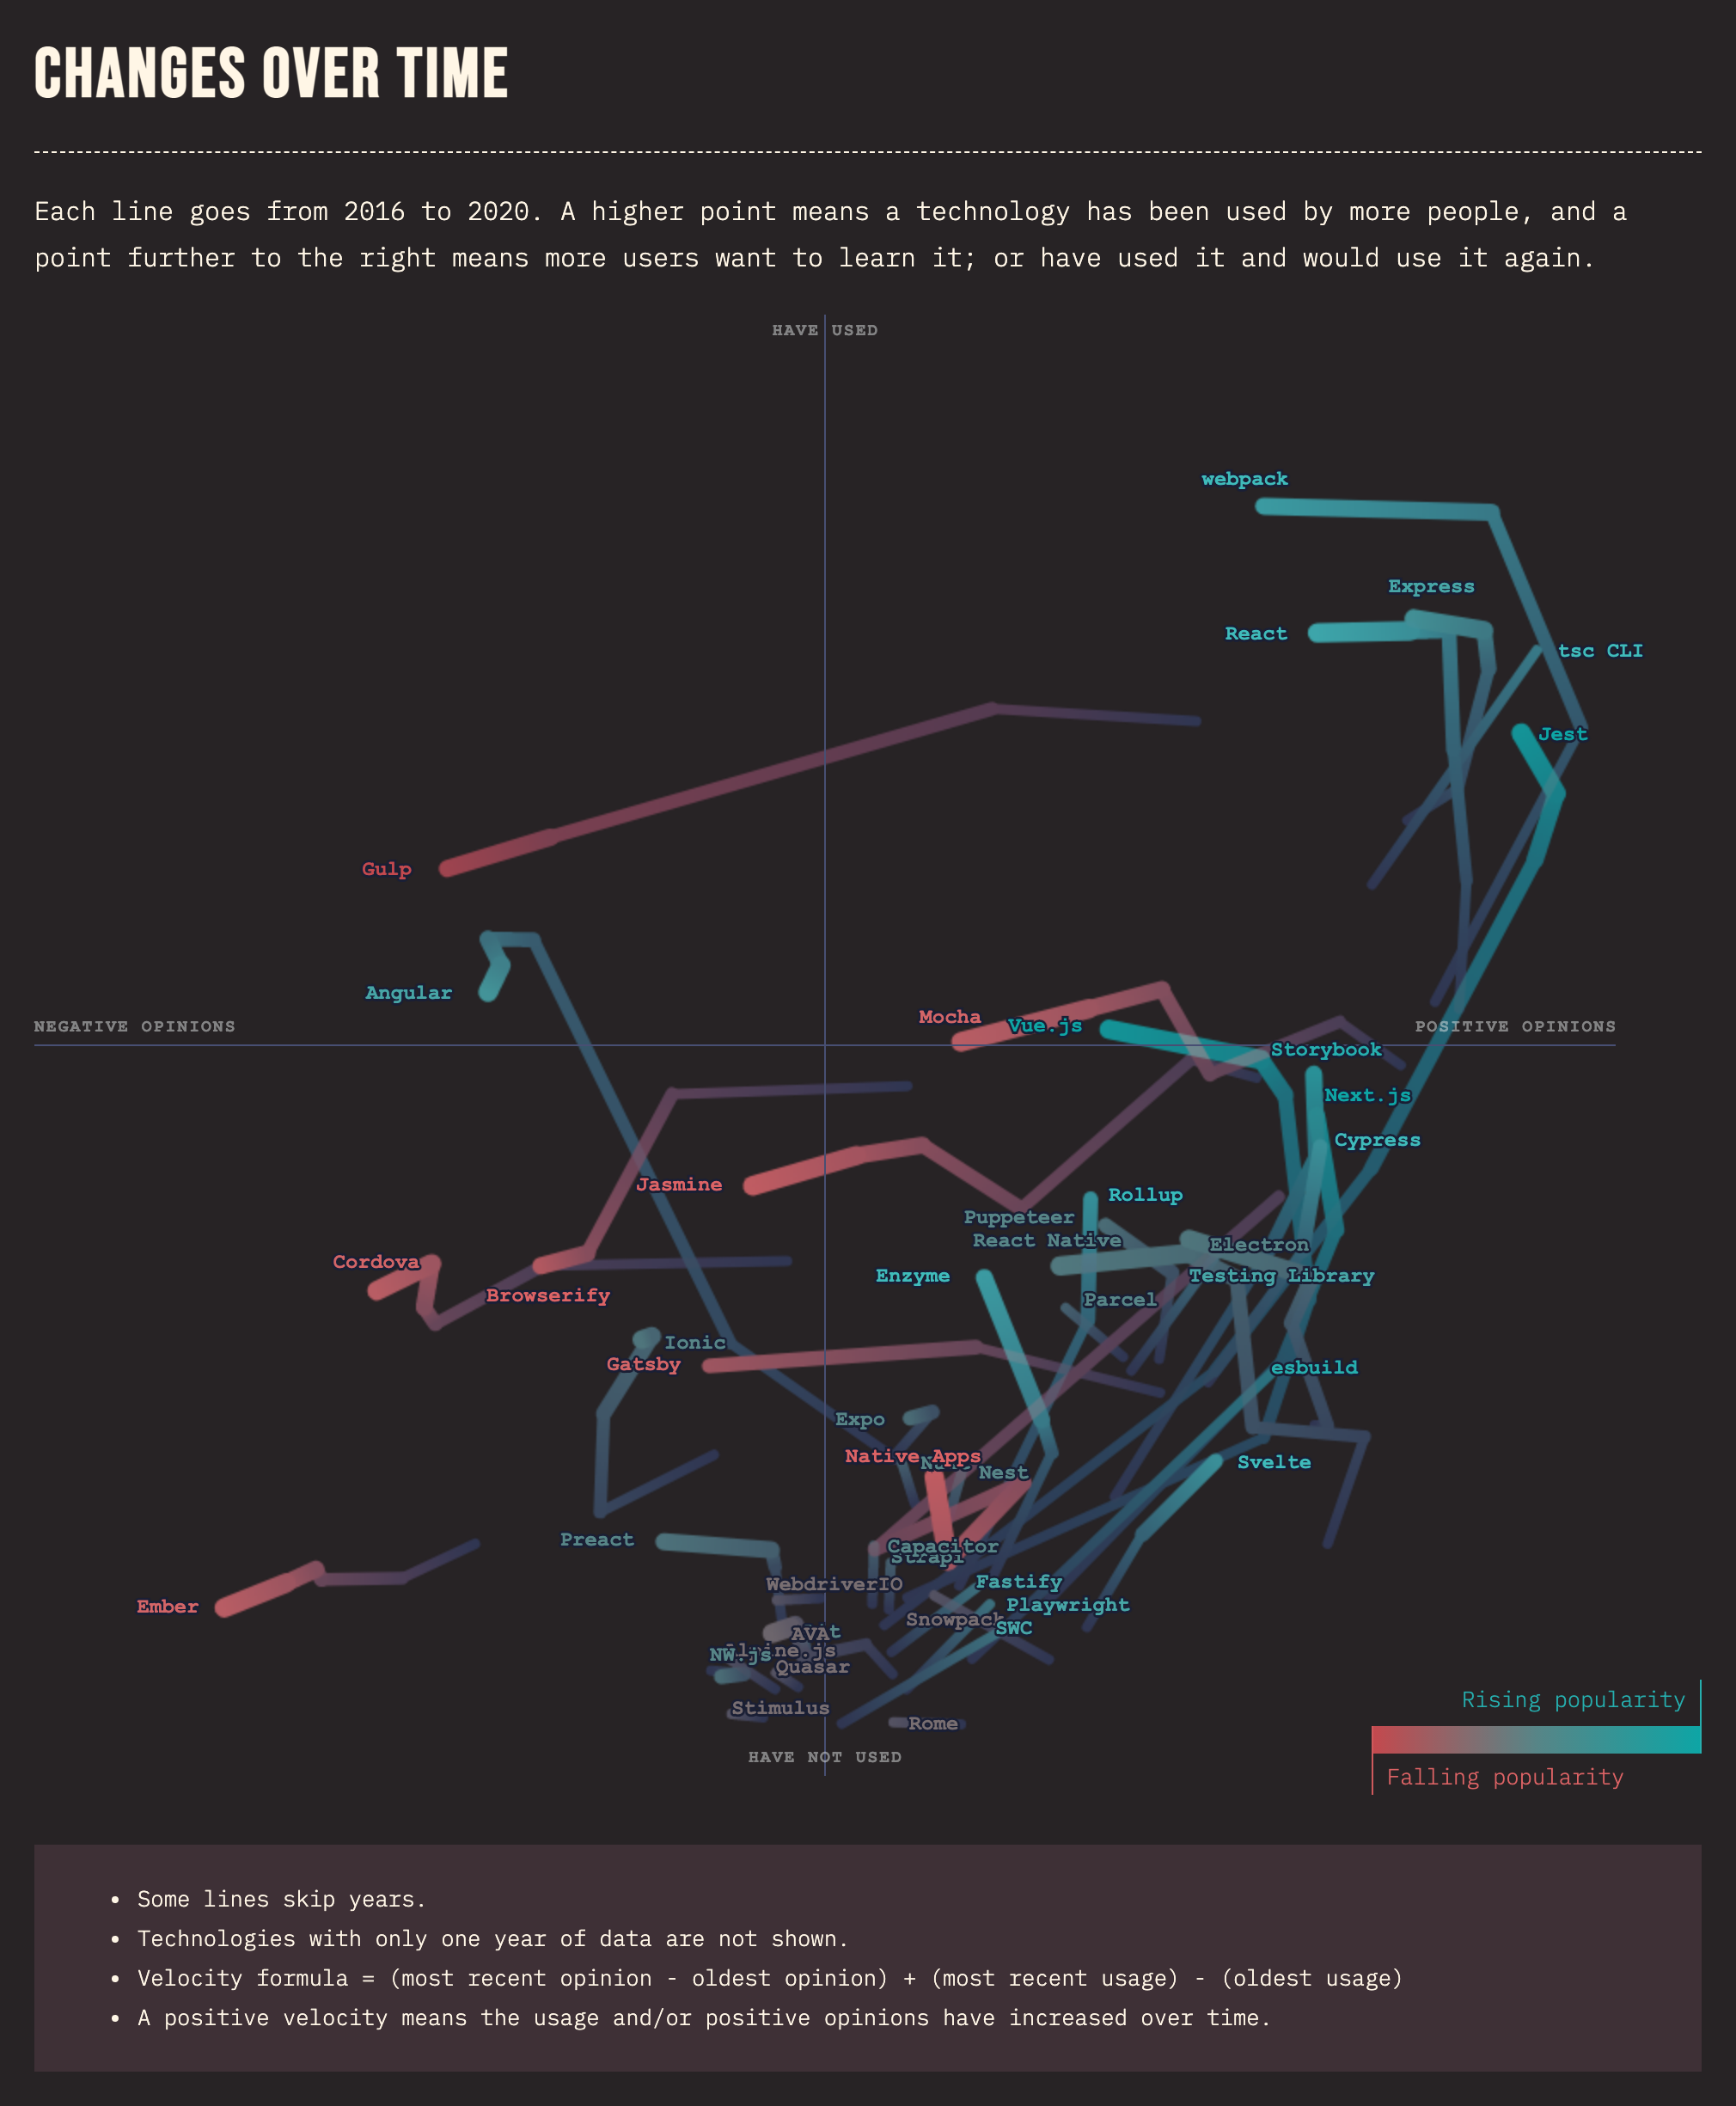 CHANGES OVER TIME
Each line goes from 2016 to 2020. A higher point means a technology has been used by more people, and a
point further to the right means more users want to learn it; or have used it and would use it again.
HAVE USED
webpack
Express
React
tsc CLI
Jest
Gulp
Angular
Mocha
Vue.js
NEGATIVE OPINIONS
POSITIVE OPINIONS
Storybook
Next.js
Cypress
Jasmine
Rollup
Puppeteer
React Native
Electron
Cordova
Enzyme
Testing Library
Browserify
Parcel
Ionic
Gatsby
esbuild
Expo
Native Apps
Svelte
Nest
Preact
Capacitor
Strapi
WebdriverIO
Fastify
Ember
Playwright
Snowpack
SWC
AVA
NW.js
Quasar
Stimulus
Rome
HAVE NOT USED
Rising popularity
Falling popularity
• Some lines skip years.
• Technologies with only one year of data are not shown.
• Velocity formula = (most recent opinion - oldest opinion) + (most recent usage) - (oldest usage)
• A positive velocity means the usage and/or positive opinions have increased over time.